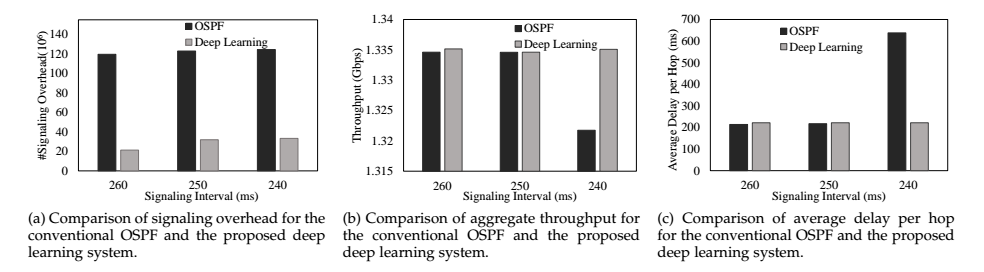 #Signaling Overhead(10⁶)
140
120
100
80
60
40
20
0
OSPF
Deep Learning
260
250
240
Signaling Interval (ms)
Throughput (Gbps)
1.34
1.335
1.33
1.325
1.32
1.315
OSPF
Deep Learning
260
250
240
Signaling Interval (ms)
Average Delay per Hop (ms)
700
600
500
400
300
200
100
0
OSPF
Deep Learning
260
250
240
Signaling Interval (ms)
(a) Comparison of signaling overhead for the
conventional OSPF and the proposed deep
learning system.
(b) Comparison of aggregate throughput for
the conventional OSPF and the proposed
deep learning system.
(c) Comparison of average delay per hop
for the conventional OSPF and the proposed
deep learning system.